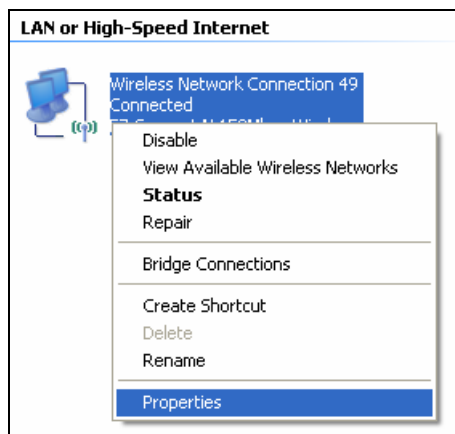 LAN or High-Speed Internet
Wireless Network Connection 49
Connected
Disable
View Available Wireless Networks
Status
Repair
Bridge Connections
Create Shortcut
Delete
Rename
Properties